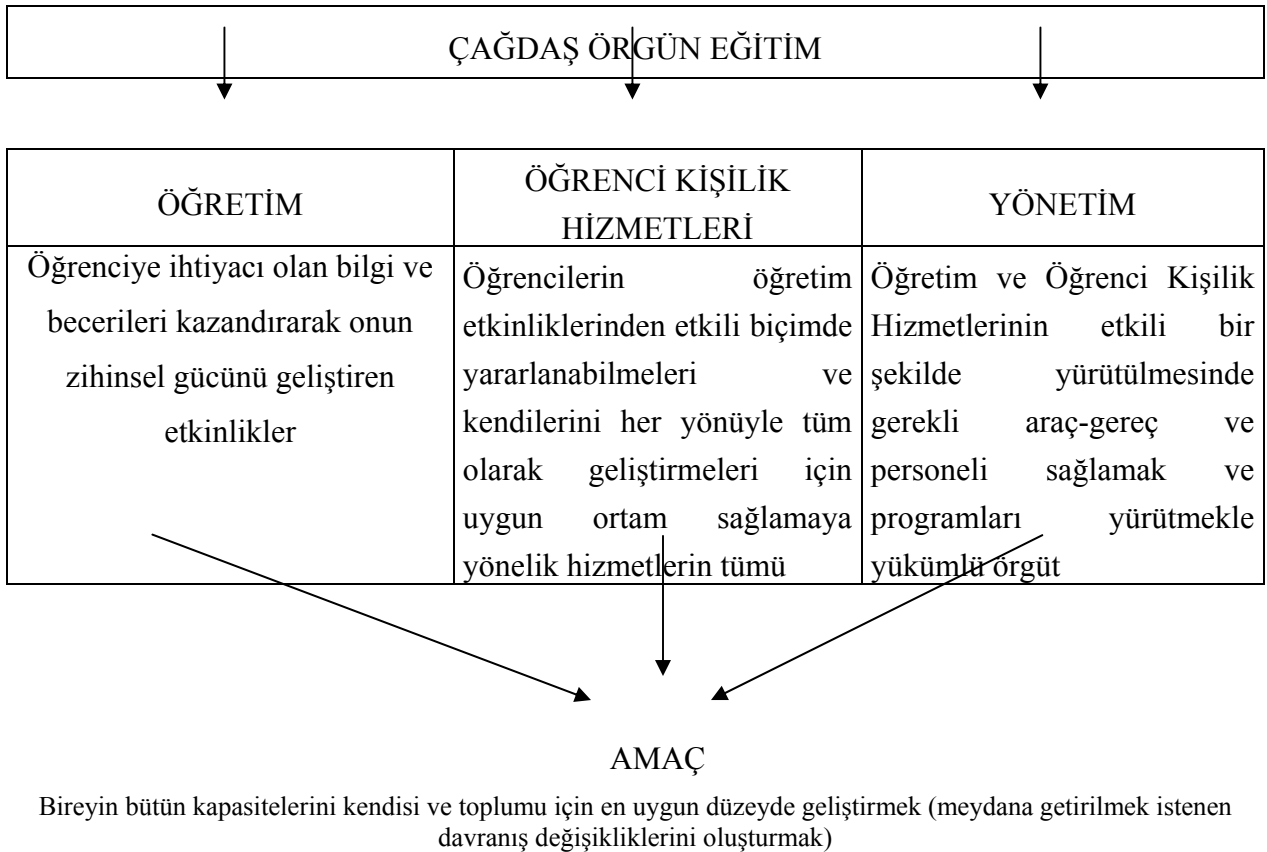 ÇAĞDAŞ ÖRGÜN EĞİTİM
ÖĞRETİM
ÖĞRENCİ KİŞİLİK
HİZMETLERİ
YÖNETİM
Öğrenciye ihtiyacı olan bilgi ve
becerileri kazandırarak onun
zihinsel gücünü geliştiren
etkinlikler
Öğrencilerin öğretim
etkinliklerinden etkili biçimde
yararlanabilmeleri ve
kendilerini her yönüyle tüm
olarak geliştirmeleri için
uygun ortam sağlamaya
yönelik hizmetlerin tümü
Öğretim ve Öğrenci Kişilik
Hizmetlerinin etkili bir
şekilde yürütülmesinde
gerekli araç-gereç ve
personeli sağlamak ve
programları yürütmekle
yükümlü örgüt
AMAÇ
Bireyin bütün kapasitelerini kendisi ve toplumu için en uygun düzeyde geliştirmek (meydana getirilmek istenen
davranış değişikliklerini oluşturmak)